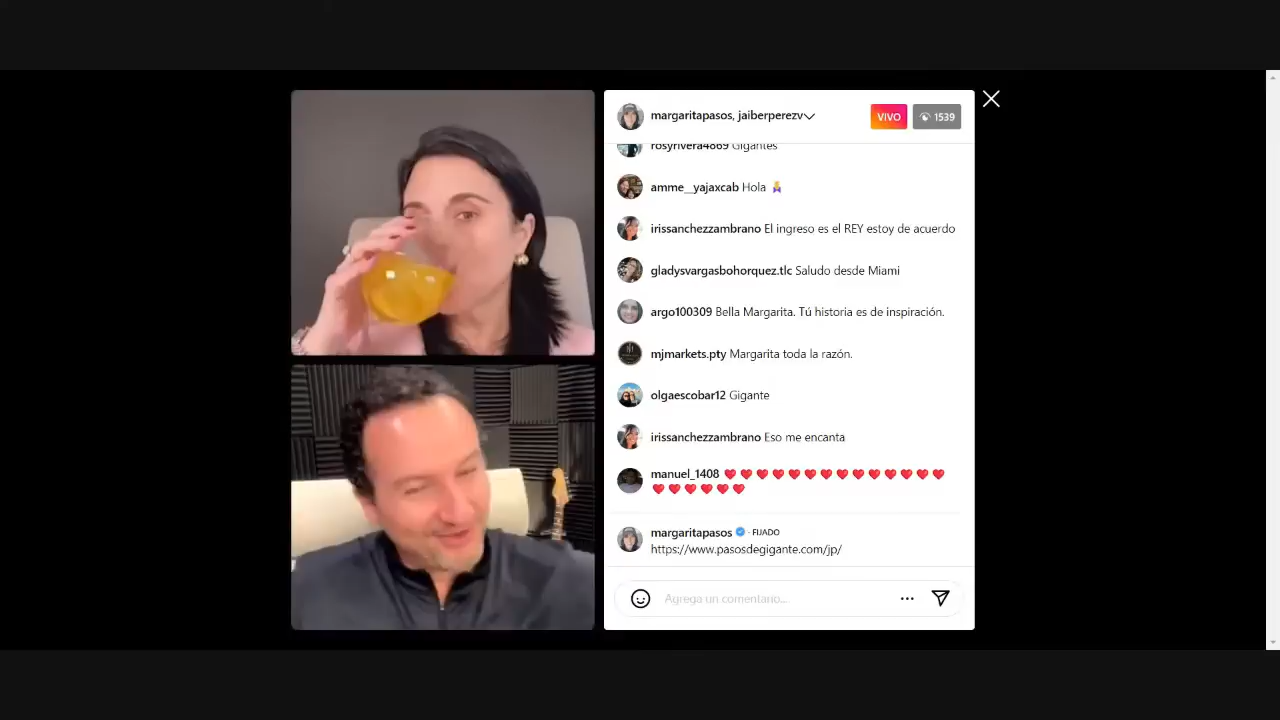 margaritapasos, jaiberperezv
VIVO
1539
rosyrivera4869 Gigantes
amme__yajaxcab Hola
irissanchezzambrano El ingreso es el REY estoy de acuerdo
gladysvargasbohorquez.tlc Saludo desde Miami
argo100309 Bella Margarita. Tú historia es de inspiración.
mjmarkets.pty Margarita toda la razón.
olgaescobar12 Gigante
irissanchezzambrano Eso me encanta
manuel_1408
margaritapasos · FIJADO
https://www.pasosdegigante.com/jp/
Agrega un comentario...